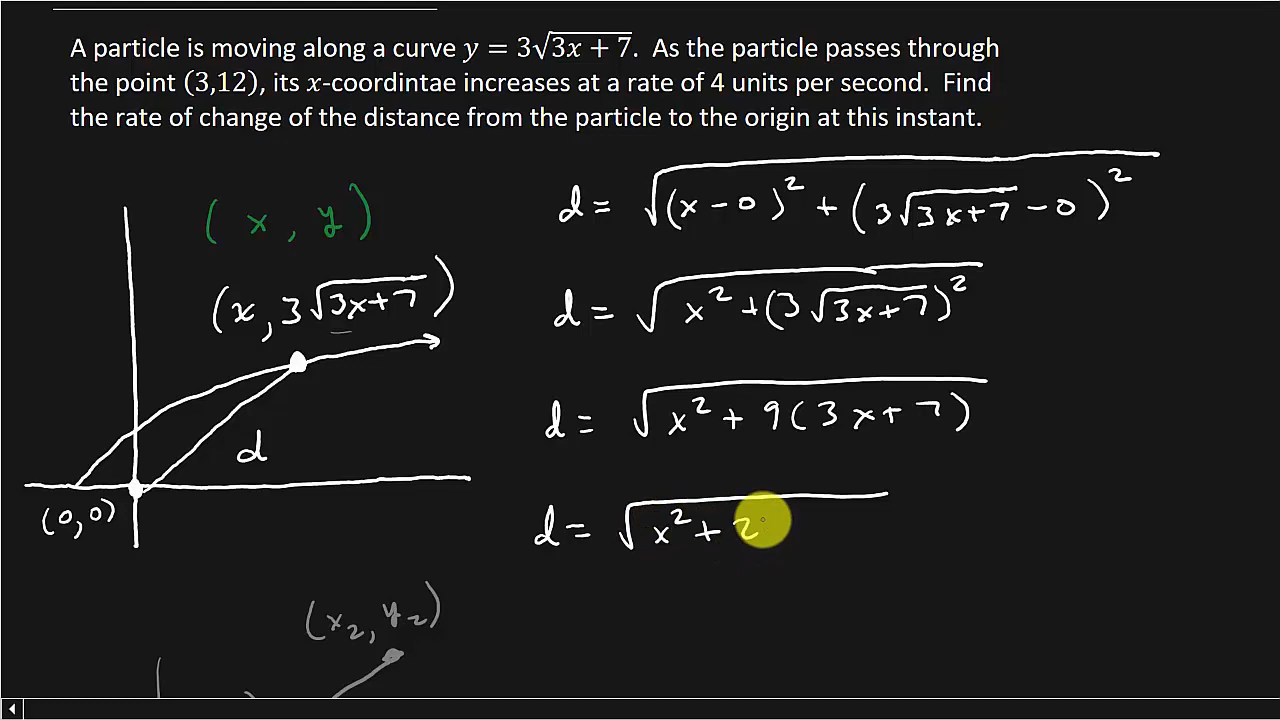 A particle is moving along a curve y = 3√(3x + 7). As the particle passes through
the point (3,12), its x-coordintae increases at a rate of 4 units per second. Find
the rate of change of the distance from the particle to the origin at this instant.
(x, y)
(x, 3√(3x+7))
d
(0,0)
d = √((x-0)² + (3√(3x+7) - 0)²)
d = √(x² + (3√(3x+7))²)
d = √(x² + 9(3x+7))
d = √(x² + 2
(x₂, y₂)